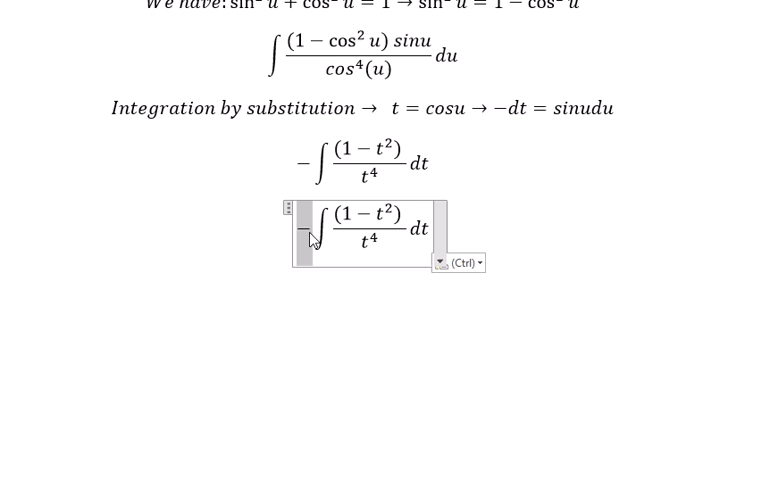 We have: sin² u + cos² u = 1 → sin² u = 1 − cos² u
∫ (1 − cos² u) sinu / cos⁴(u) du
Integration by substitution → t = cosu → −dt = sinudu
− ∫ (1 − t²) / t⁴ dt
− ∫ (1 − t²) / t⁴ dt
(Ctrl)